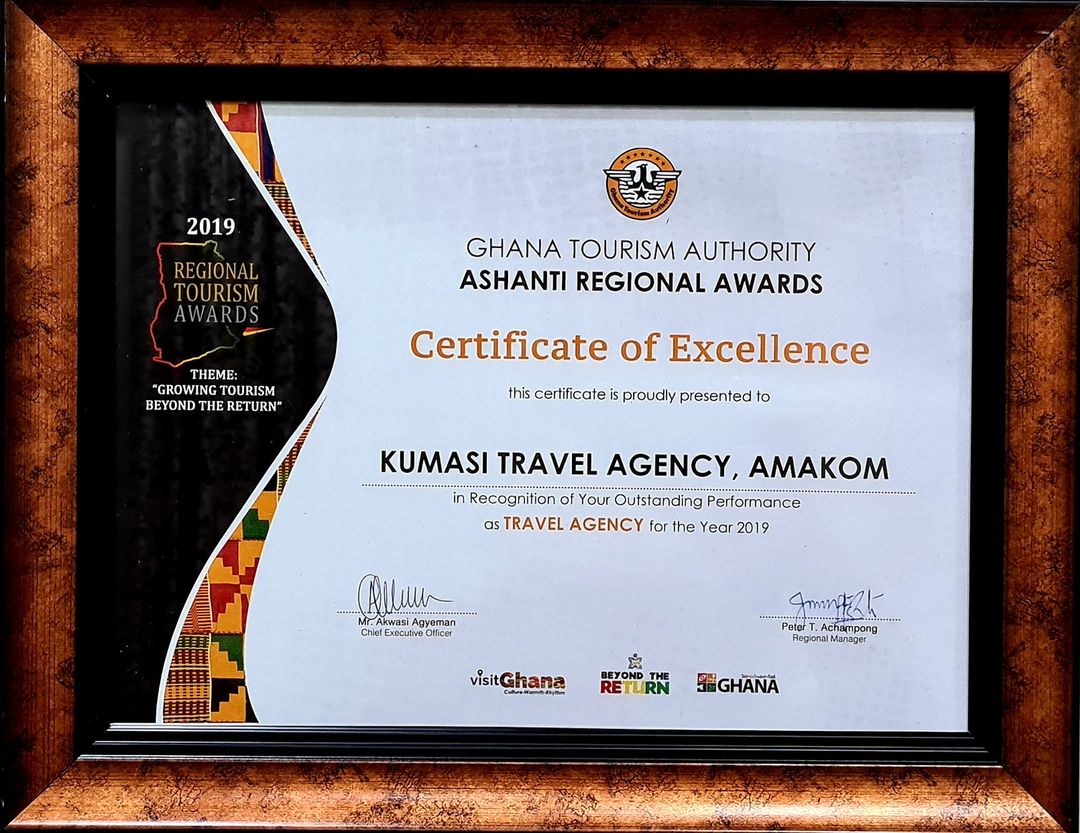 2019
REGIONAL
TOURISM
AWARDS
THEME:
"GROWING TOURISM
BEYOND THE RETURN"
Ghana Tourism Authority
GHANA TOURISM AUTHORITY
ASHANTI REGIONAL AWARDS
Certificate of Excellence
this certificate is proudly presented to
KUMASI TRAVEL AGENCY, AMAKOM
in Recognition of Your Outstanding Performance
as TRAVEL AGENCY for the Year 2019
Mr. Akwasi Agyeman
Chief Executive Officer
Peter T. Achampong
Regional Manager
visitGhana
Culture-Warmth-Rhythm
BEYOND THE
RETURN
GHANA